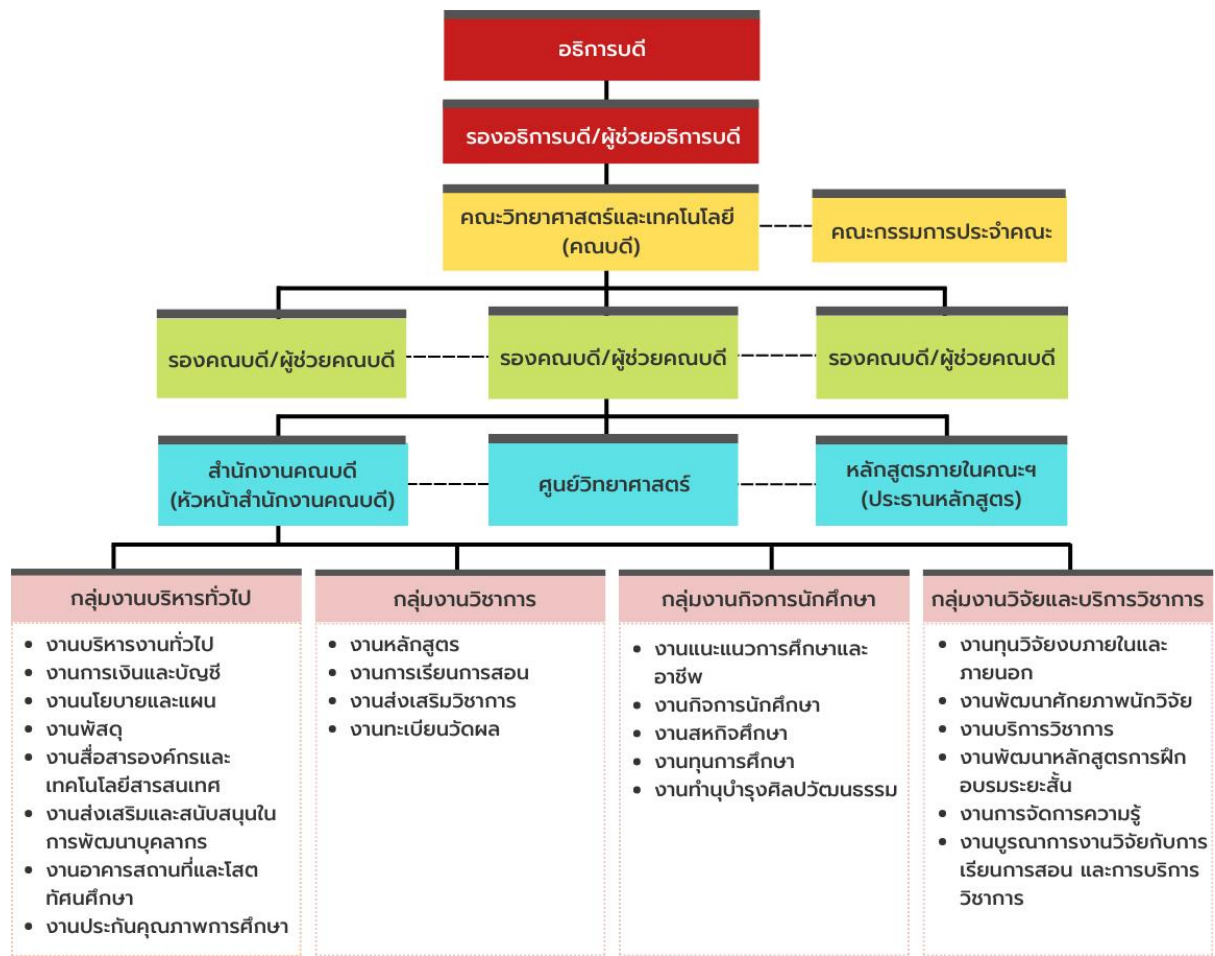 อธิการบดี
รองอธิการบดี/ผู้ช่วยอธิการบดี
คณะวิทยาศาสตร์และเทคโนโลยี
(คณบดี)
คณะกรรมการประจำคณะ
รองคณบดี/ผู้ช่วยคณบดี
รองคณบดี/ผู้ช่วยคณบดี
รองคณบดี/ผู้ช่วยคณบดี
สำนักงานคณบดี
(หัวหน้าสำนักงานคณบดี)
ศูนย์วิทยาศาสตร์
หลักสูตรภายในคณะฯ
(ประธานหลักสูตร)
กลุ่มงานบริหารทั่วไป
• งานบริหารงานทั่วไป
• งานการเงินและบัญชี
• งานนโยบายและแผน
• งานพัสดุ
• งานสื่อสารองค์กรและ
เทคโนโลยีสารสนเทศ
• งานส่งเสริมและสนับสนุนใน
การพัฒนาบุคลากร
• งานอาคารสถานที่และโสต
ทัศนศึกษา
• งานประกันคุณภาพการศึกษา
กลุ่มงานวิชาการ
• งานหลักสูตร
• งานการเรียนการสอน
• งานส่งเสริมวิชาการ
• งานทะเบียนวัดผล
กลุ่มงานกิจการนักศึกษา
• งานแนะแนวการศึกษาและ
อาชีพ
• งานกิจการนักศึกษา
• งานสหกิจศึกษา
• งานทุนการศึกษา
• งานทำนุบำรุงศิลปวัฒนธรรม
กลุ่มงานวิจัยและบริการวิชาการ
• งานทุนวิจัยงบภายในและ
ภายนอก
• งานพัฒนาศักยภาพนักวิจัย
• งานบริการวิชาการ
• งานพัฒนาหลักสูตรการฝึก
อบรมระยะสั้น
• งานการจัดการความรู้
• งานบูรณาการงานวิจัยกับการ
เรียนการสอน และการบริการ
วิชาการ